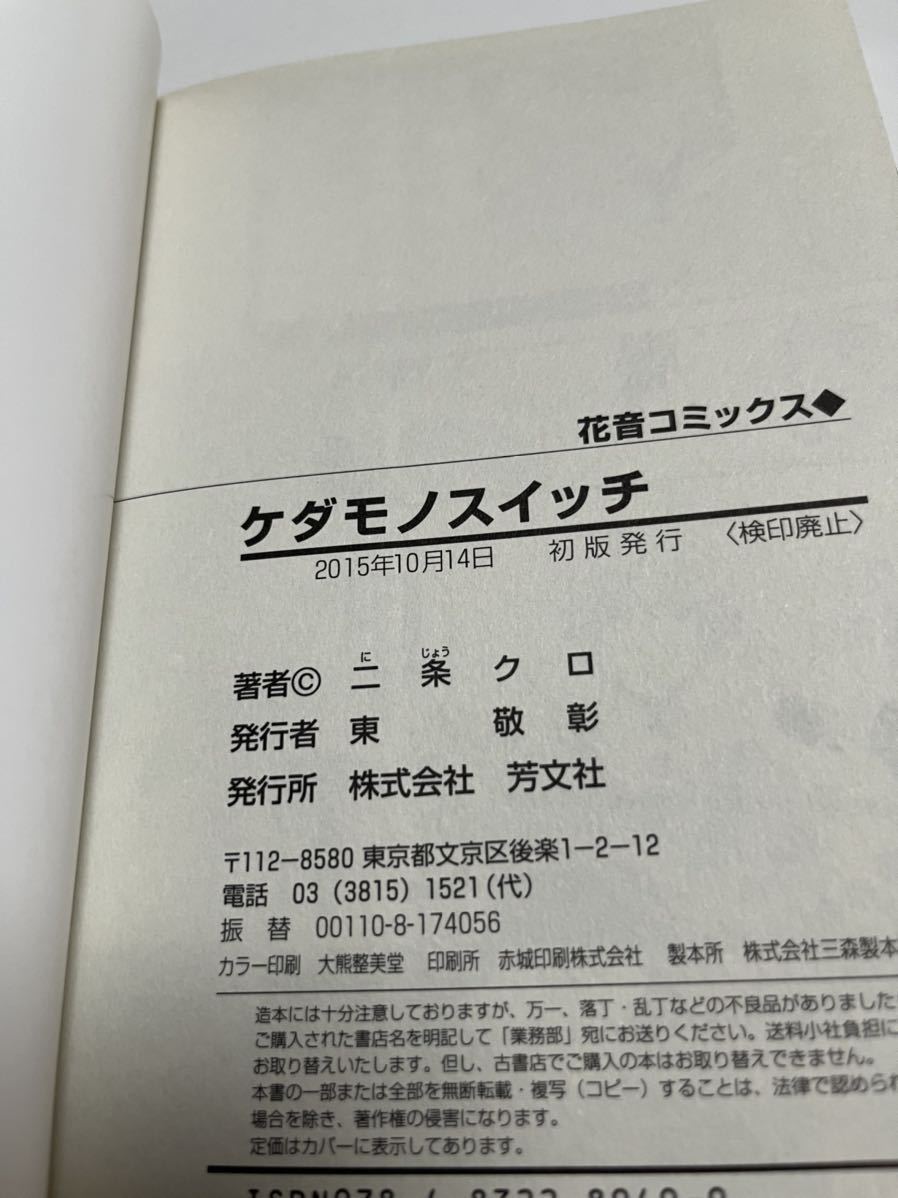 花音コミックス◆
ケダモノスイッチ
2015年10月14日 初版発行 〈検印廃止〉
著者© 二条クロ
に じょう
発行者 東 敬彰
発行所 株式会社 芳文社
〒112-8580 東京都文京区後楽1-2-12
電話 03(3815)1521(代)
振替 00110-8-174056
カラー印刷 大熊整美堂 印刷所 赤城印刷株式会社 製本所 株式会社三森製本
造本には十分注意しておりますが、万一、落丁・乱丁などの不良品がありました
ご購入された書店名を明記して「業務部」宛にお送りください。送料小社負担に
お取り替えいたします。但し、古書店でご購入の本はお取り替えできません。
本書の一部または全部を無断転載・複写（コピー）することは、法律で認められ
場合を除き、著作権の侵害になります。
定価はカバーに表示してあります。
ISBN978-4-8322-